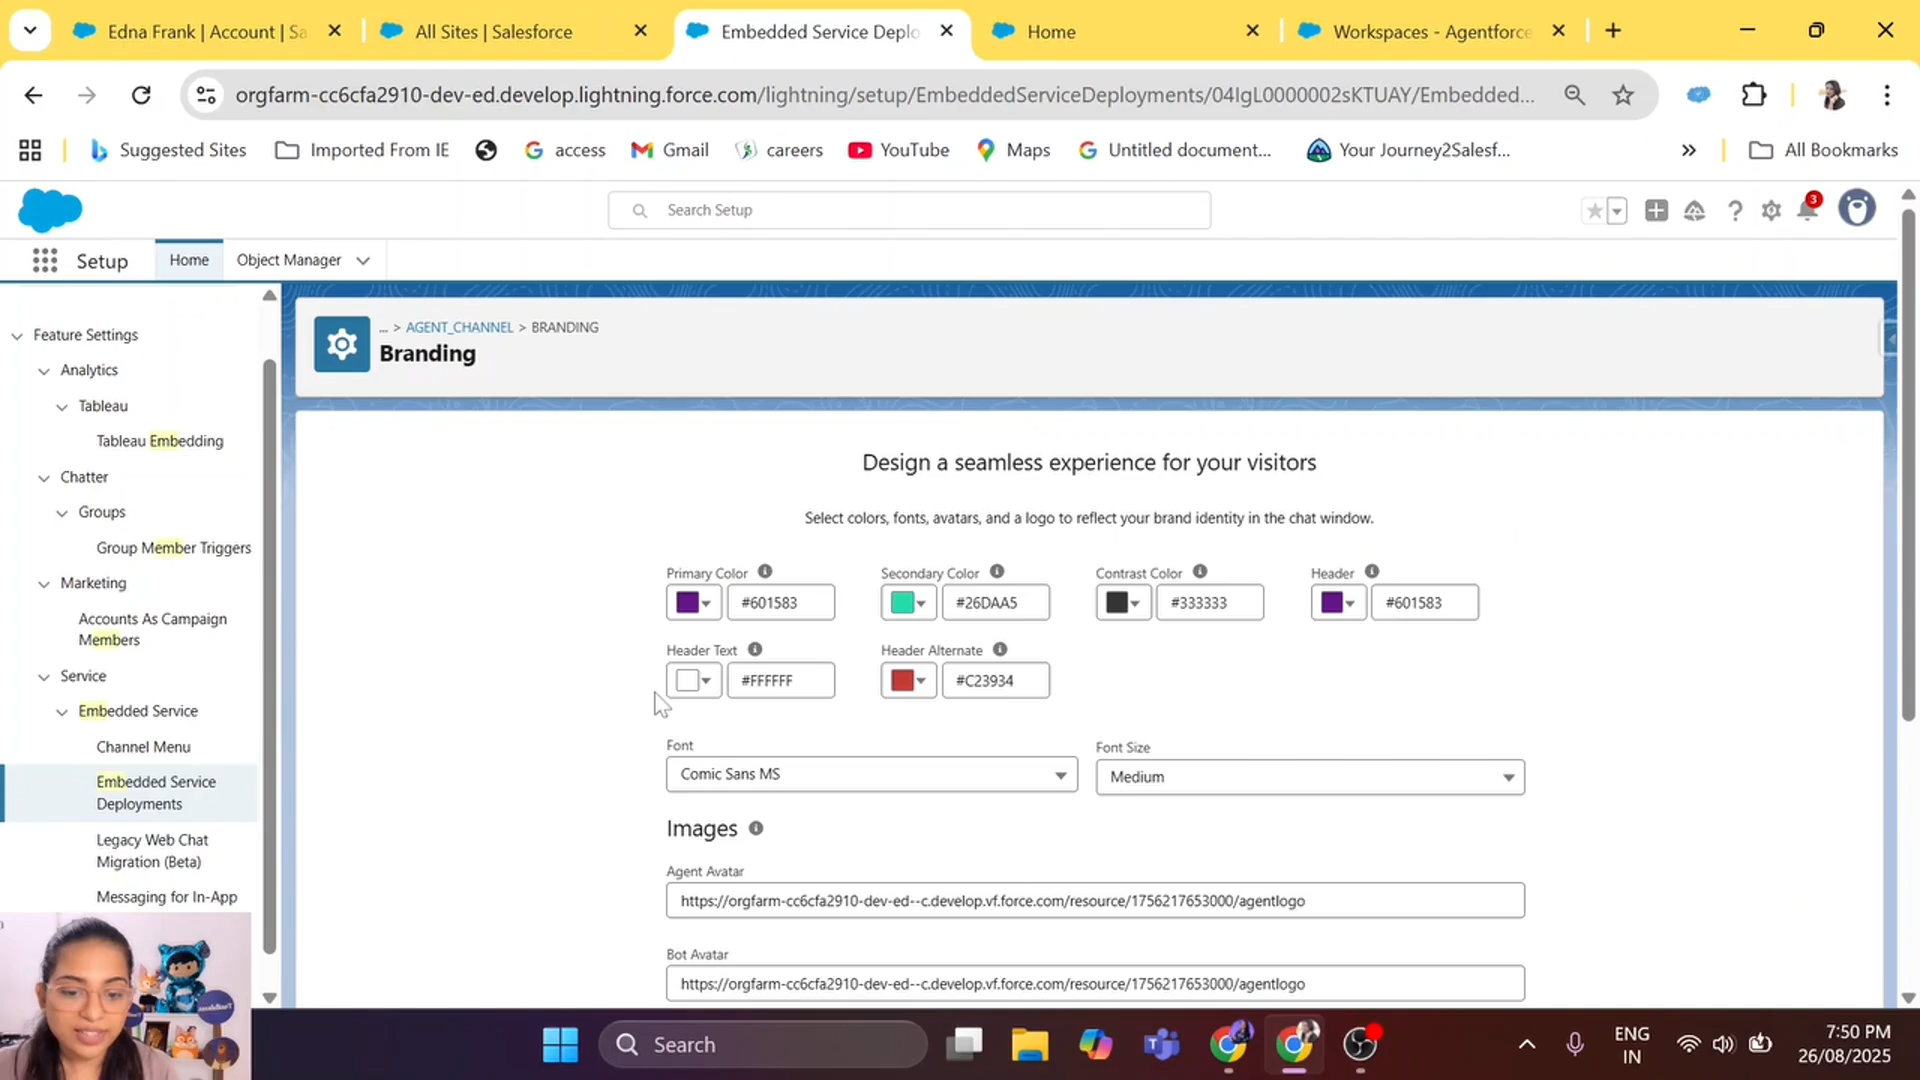 Edna Frank | Account | Sa
All Sites | Salesforce
Embedded Service Deplo
Home
Workspaces - Agentforce
orgfarm-cc6cfa2910-dev-ed.develop.lightning.force.com/lightning/setup/EmbeddedServiceDeployments/04IgL0000002sKTUAY/Embedded...
Suggested Sites
Imported From IE
access
Gmail
careers
YouTube
Maps
Untitled document...
Your Journey2Salesf...
»
All Bookmarks
Search Setup
3
Setup
Home
Object Manager
Feature Settings
Analytics
Tableau
Tableau Embedding
Chatter
Groups
Group Member Triggers
Marketing
Accounts As Campaign
Members
Service
Embedded Service
Channel Menu
Embedded Service
Deployments
Legacy Web Chat
Migration (Beta)
Messaging for In-App
... > AGENT_CHANNEL > BRANDING
Branding
Design a seamless experience for your visitors
Select colors, fonts, avatars, and a logo to reflect your brand identity in the chat window.
Primary Color
Secondary Color
Contrast Color
Header
#601583
#26DAA5
#333333
#601583
Header Text
Header Alternate
#FFFFFF
#C23934
Font
Font Size
Comic Sans MS
Medium
Images
Agent Avatar
https://orgfarm-cc6cfa2910-dev-ed--c.develop.vf.force.com/resource/1756217653000/agentlogo
Bot Avatar
https://orgfarm-cc6cfa2910-dev-ed--c.develop.vf.force.com/resource/1756217653000/agentlogo
Search
ENG
IN
7:50 PM
26/08/2025